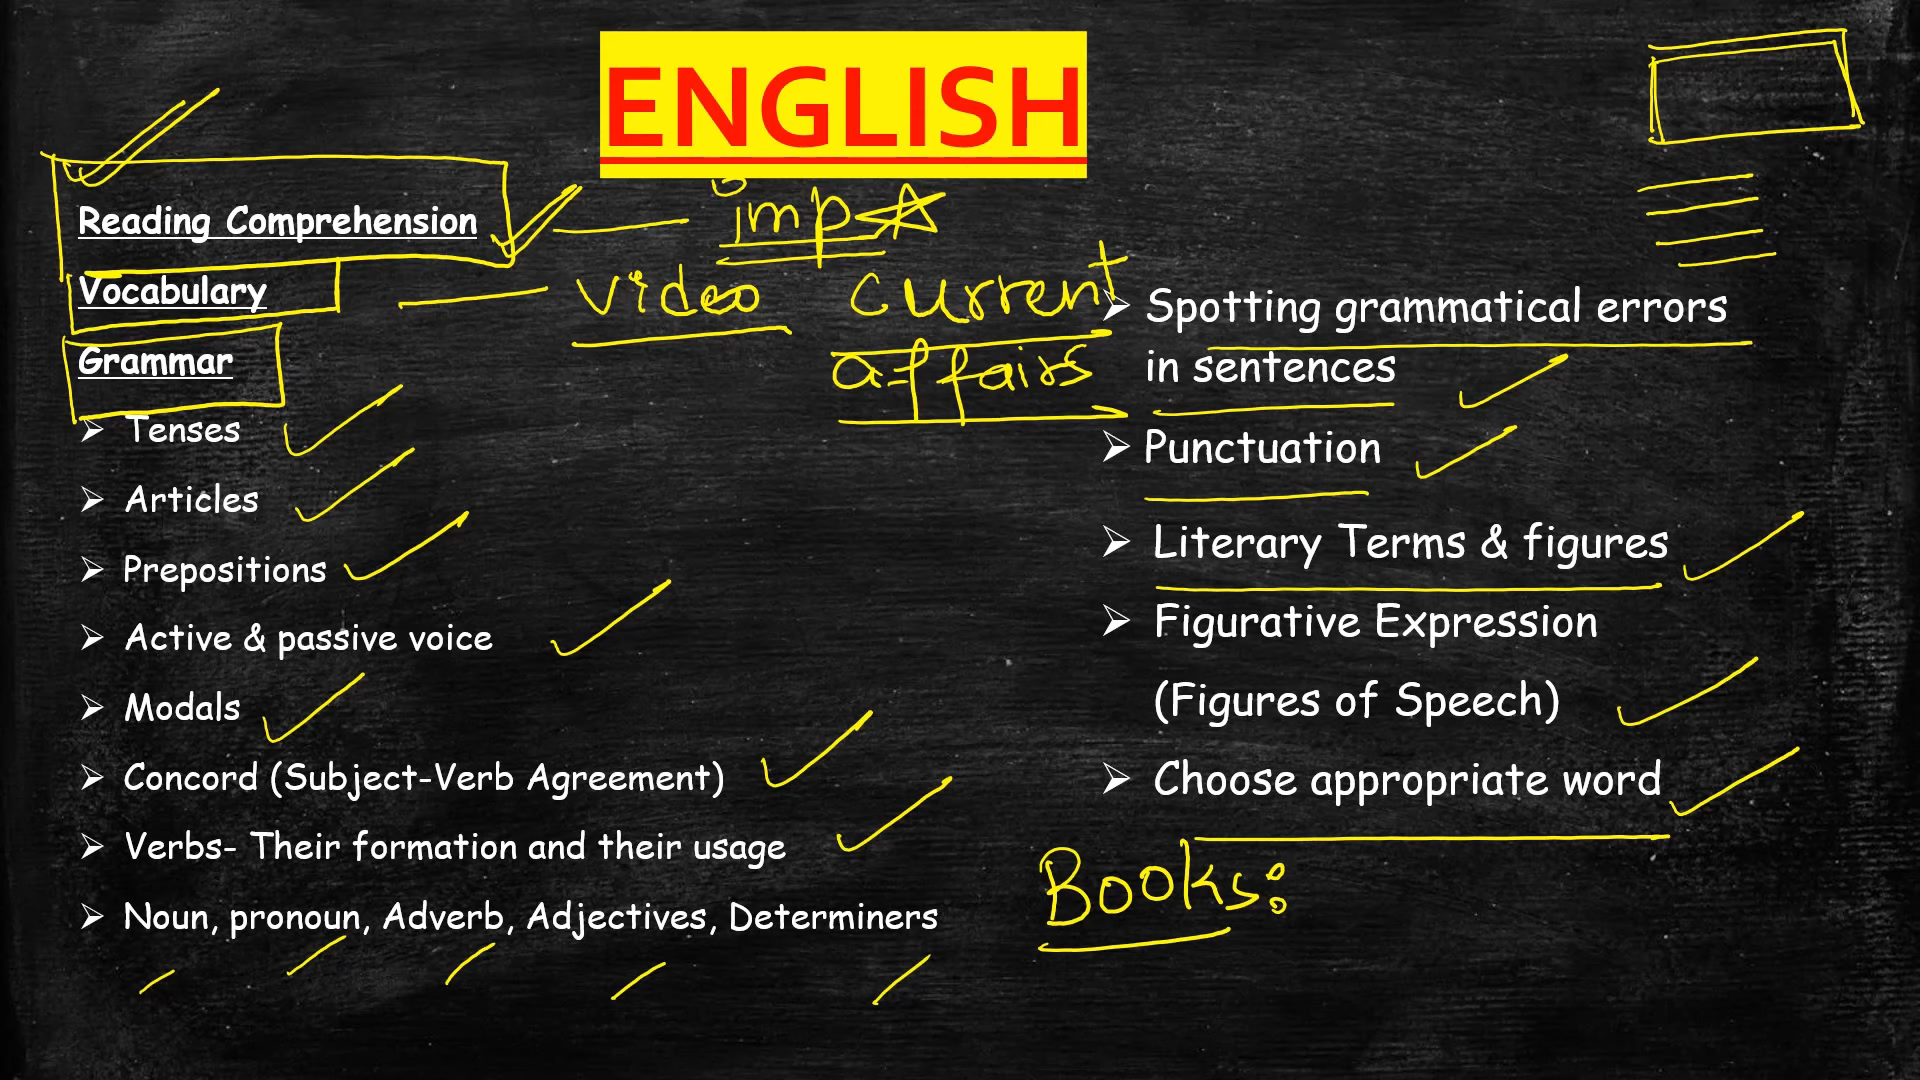 ENGLISH
Reading Comprehension
imp
Vocabulary
video current
affairs
Grammar
➢ Tenses
➢ Articles
➢ Prepositions
➢ Active & passive voice
➢ Modals
➢ Concord (Subject-Verb Agreement)
➢ Verbs- Their formation and their usage
➢ Noun, pronoun, Adverb, Adjectives, Determiners
➢ Spotting grammatical errors
in sentences
➢ Punctuation
➢ Literary Terms & figures
➢ Figurative Expression
(Figures of Speech)
➢ Choose appropriate word
Books: